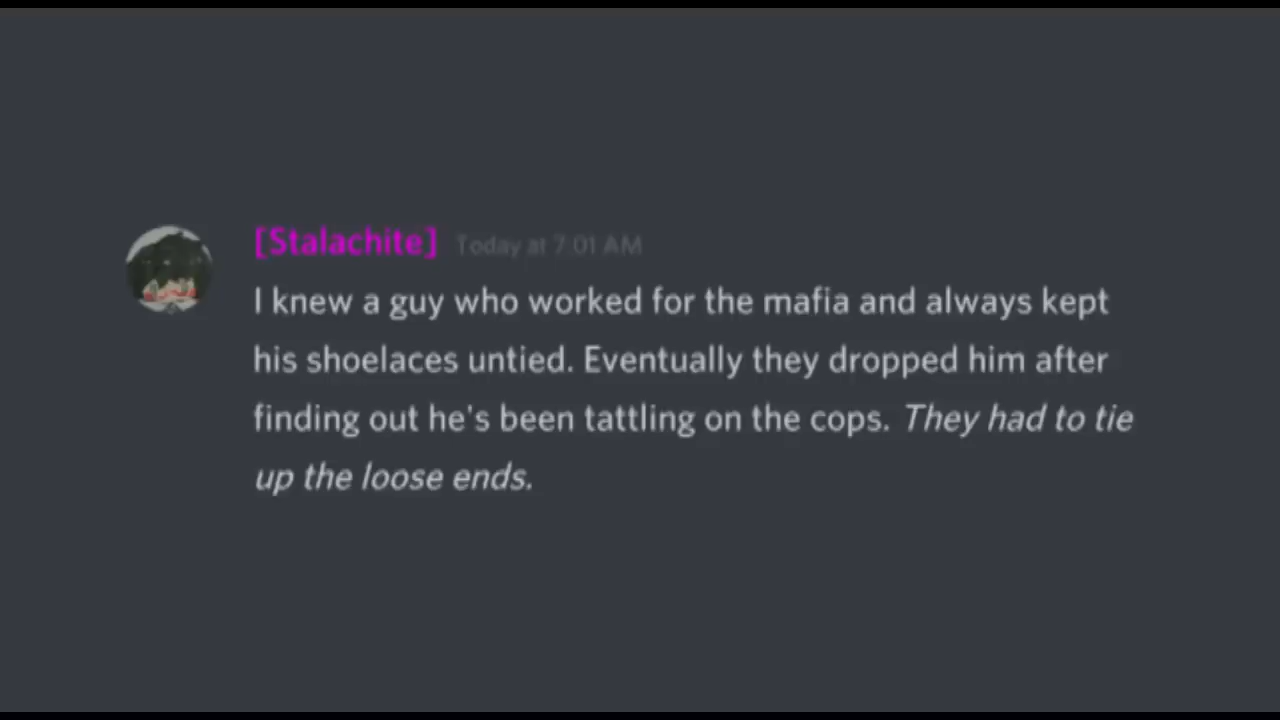 [Stalachite] Today at 7:01 AM
I knew a guy who worked for the mafia and always kept
his shoelaces untied. Eventually they dropped him after
finding out he's been tattling on the cops. They had to tie
up the loose ends.